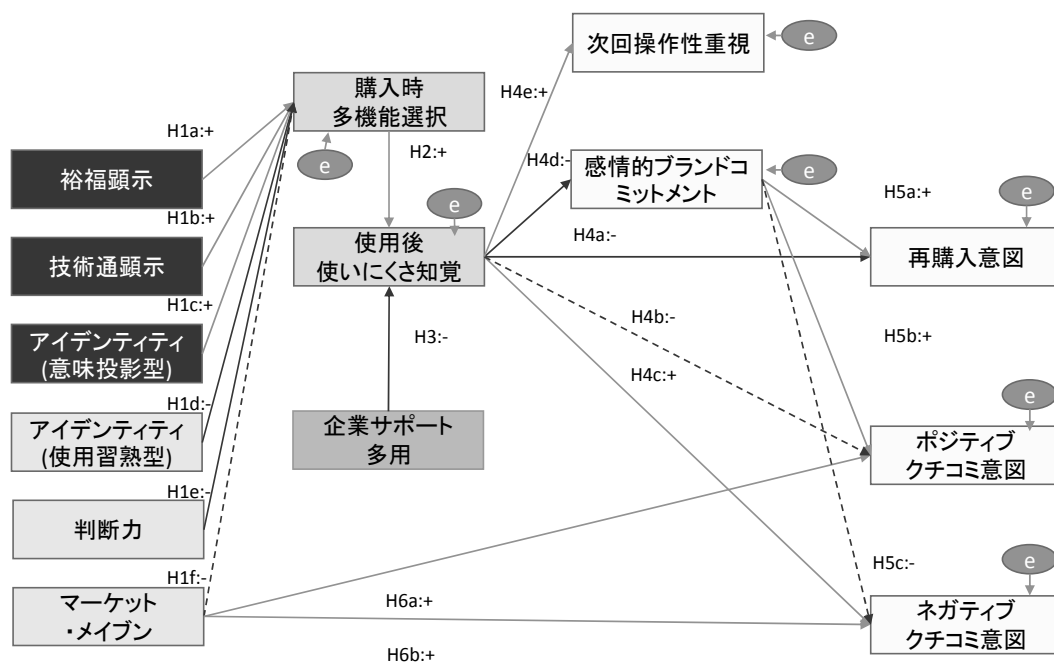 e
次回操作性重視
購入時
多機能選択
H4e:+
H1a:+
e
H2:+
H4d:-
感情的ブランドコ
ミットメント
e
裕福顕示
H5a:+
e
H1b:+
e
使用後
使いにくさ知覚
H4a:-
再購入意図
技術通顕示
H1c:+
アイデンティティ
(意味投影型)
H3:-
H4b:-
H5b:+
H4c:+
H1d:-
e
アイデンティティ
(使用習熟型)
企業サポート
多用
ポジティブ
クチコミ意図
H1e:-
判断力
H1f:-
H5c:-
e
マーケット
・メイブン
H6a:+
ネガティブ
クチコミ意図
H6b:+